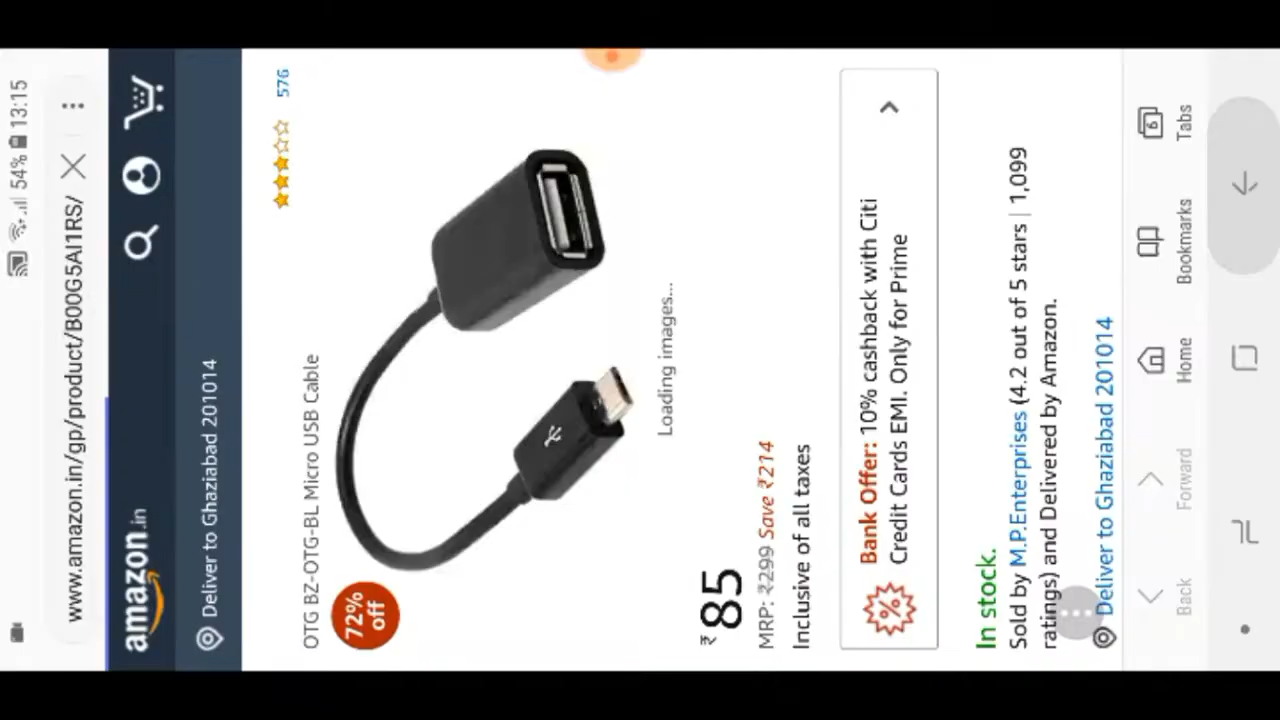 54% 13:15
www.amazon.in/gp/product/B00G5AI1RS/
amazon.in
Deliver to Ghaziabad 201014
576
OTG BZ-OTG-BL Micro USB Cable
72%
off
Loading images...
₹85
MRP: ₹299 Save ₹214
Inclusive of all taxes
Bank Offer: 10% cashback with Citi
Credit Cards EMI. Only for Prime
In stock.
Sold by M.P.Enterprises (4.2 out of 5 stars | 1,099
ratings) and Delivered by Amazon.
Deliver to Ghaziabad 201014
Back Forward Home Bookmarks 6 Tabs